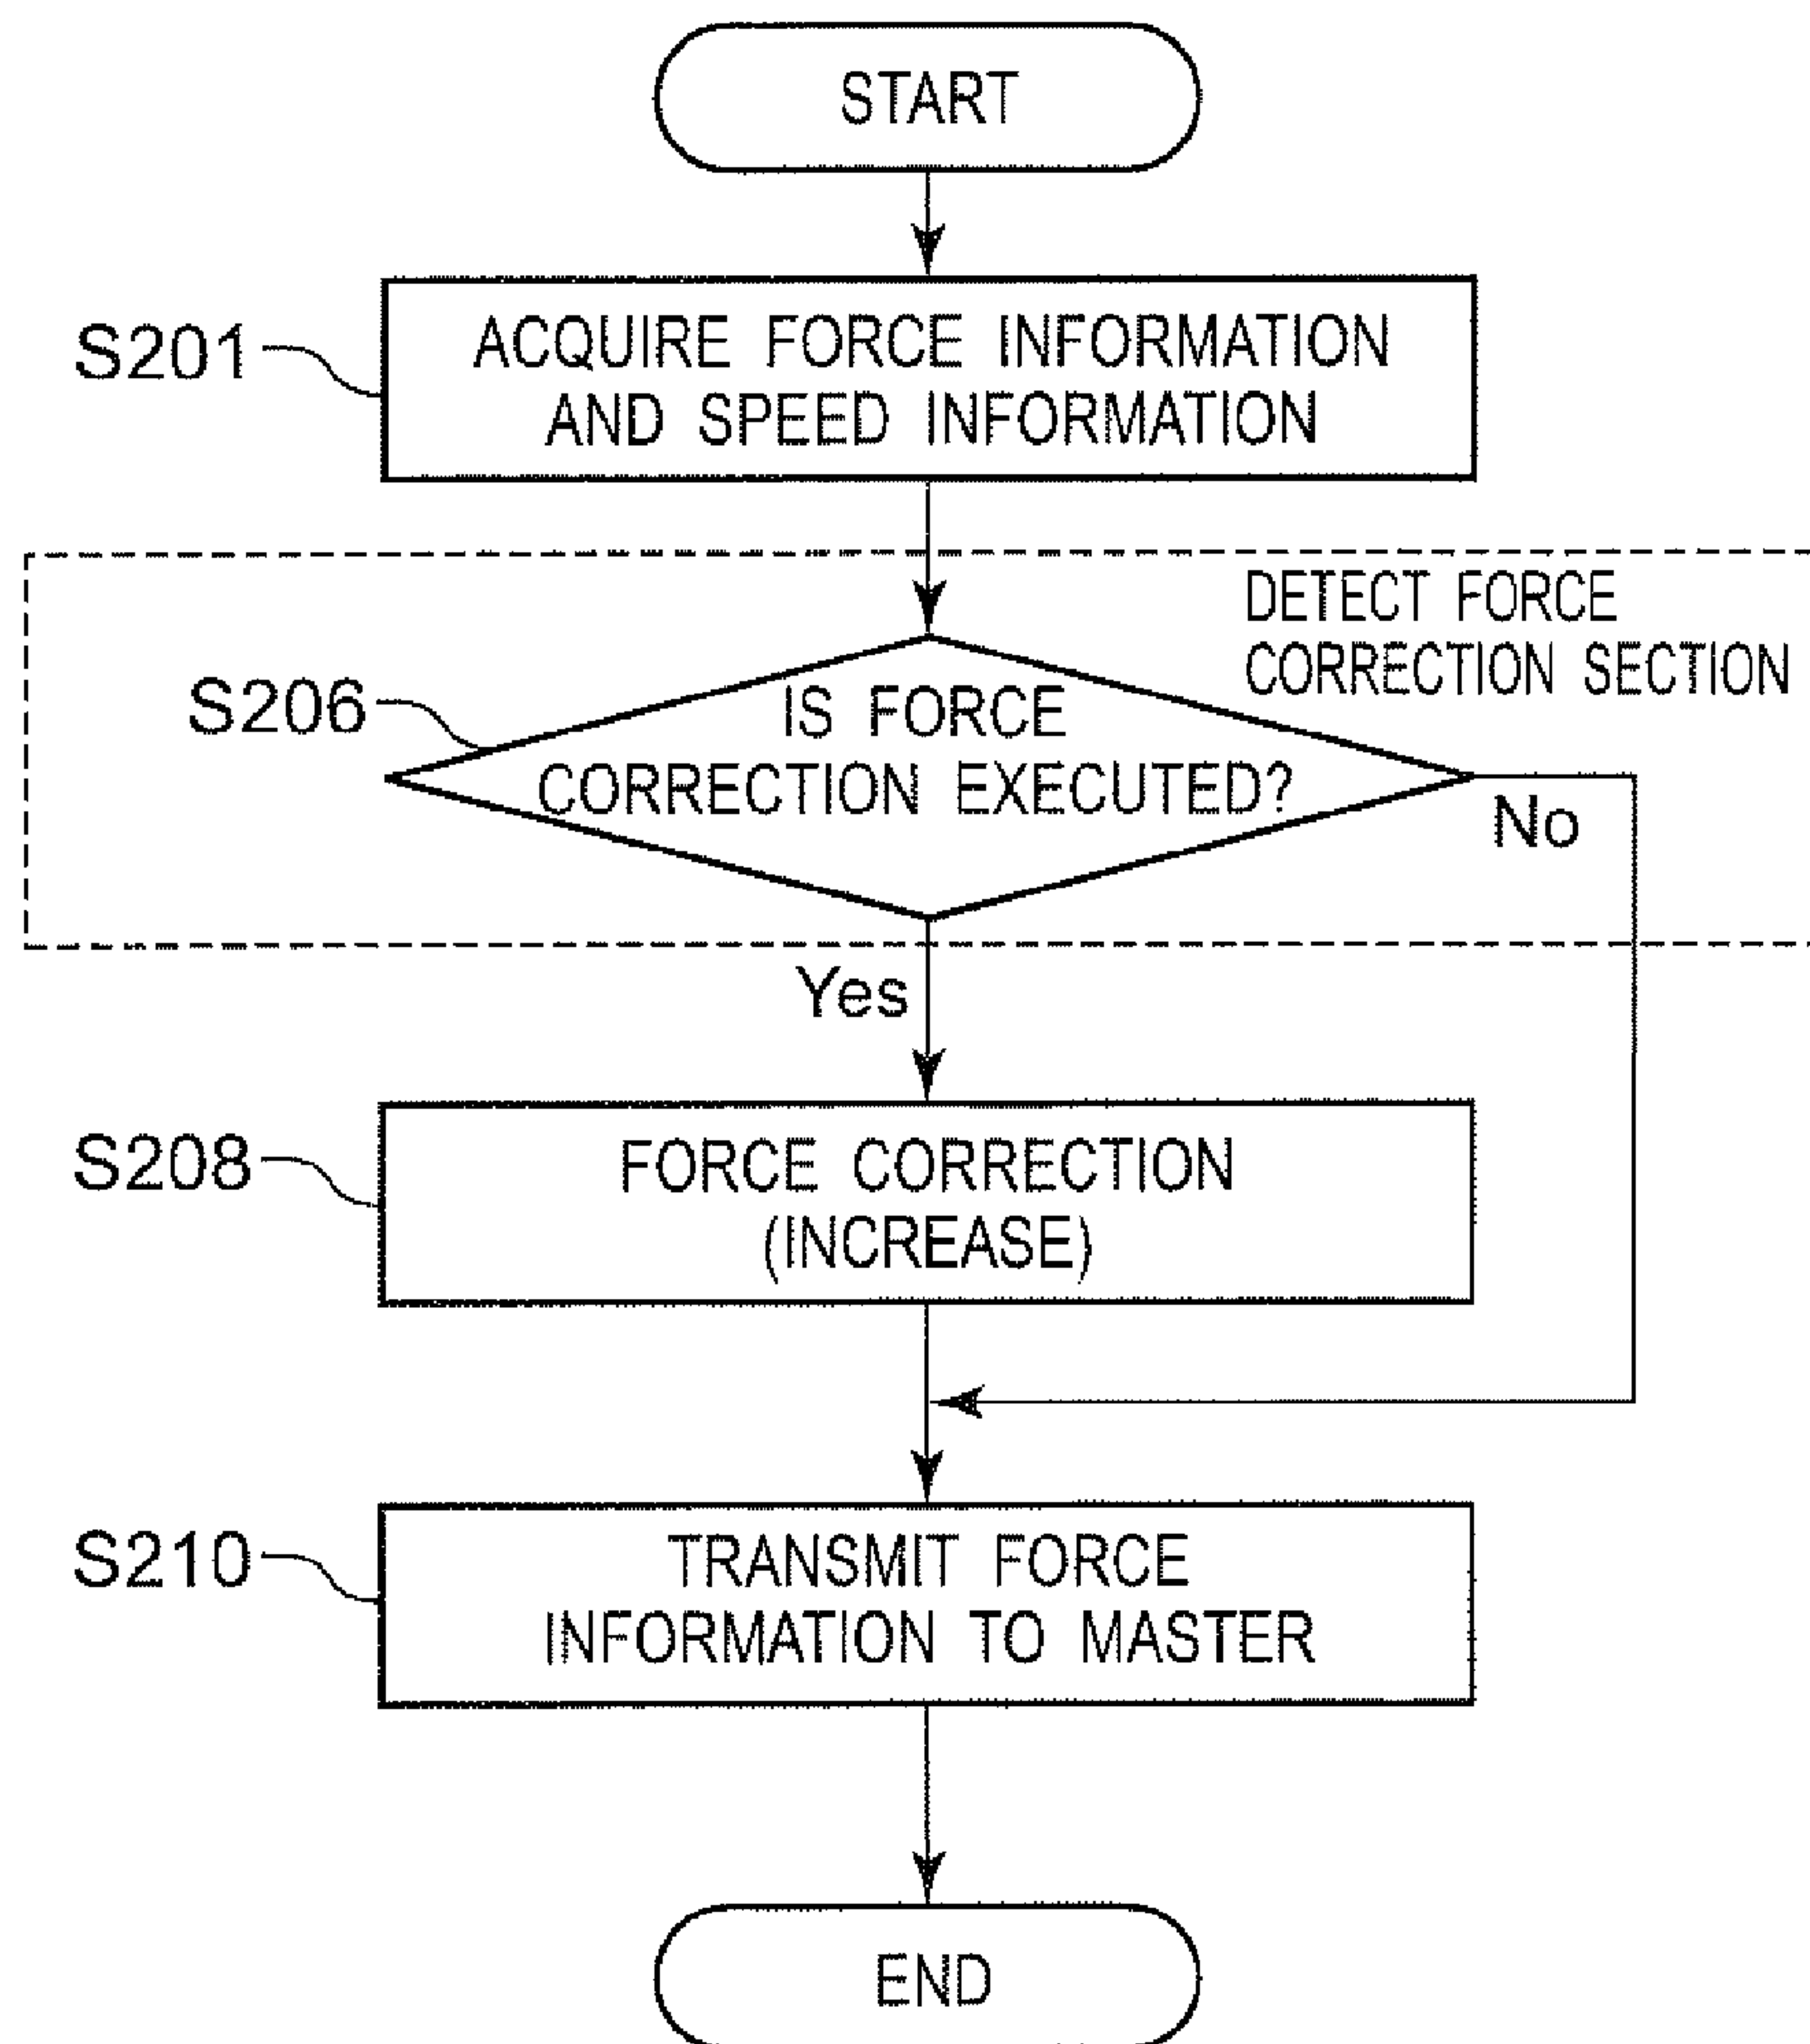 START
S201
ACQUIRE FORCE INFORMATION
AND SPEED INFORMATION
DETECT FORCE
CORRECTION SECTION
S206
IS FORCE
CORRECTION EXECUTED?
No
Yes
S208
FORCE CORRECTION
(INCREASE)
S210
TRANSMIT FORCE
INFORMATION TO MASTER
END